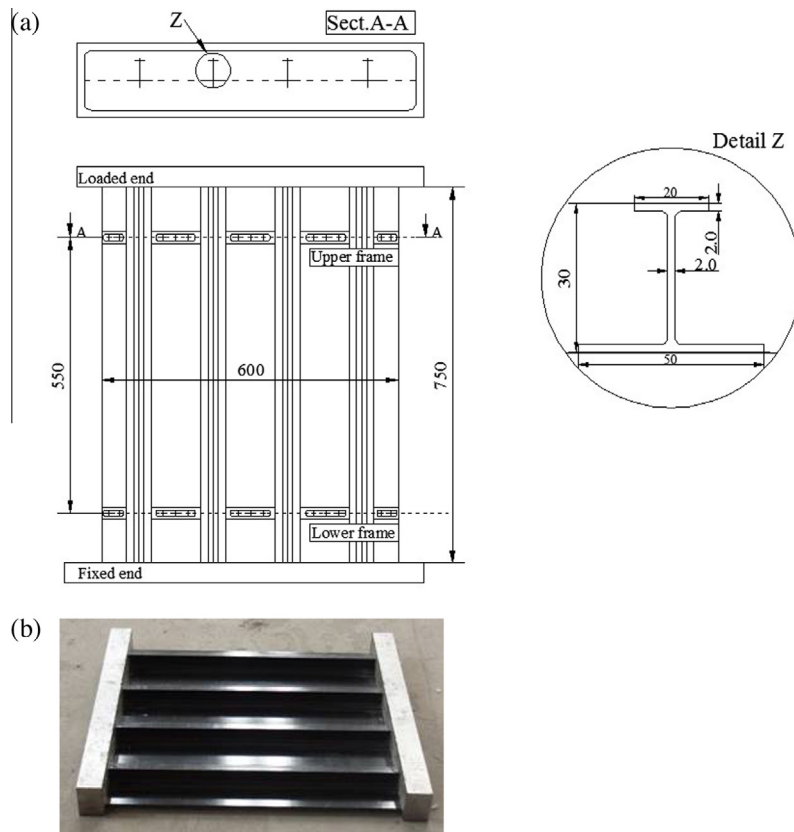 (a)
Z
Sect.A-A
Loaded end
A
A
Upper frame
550
600
750
Lower frame
Fixed end
Detail Z
20
2.0
2.0
30
50
(b)